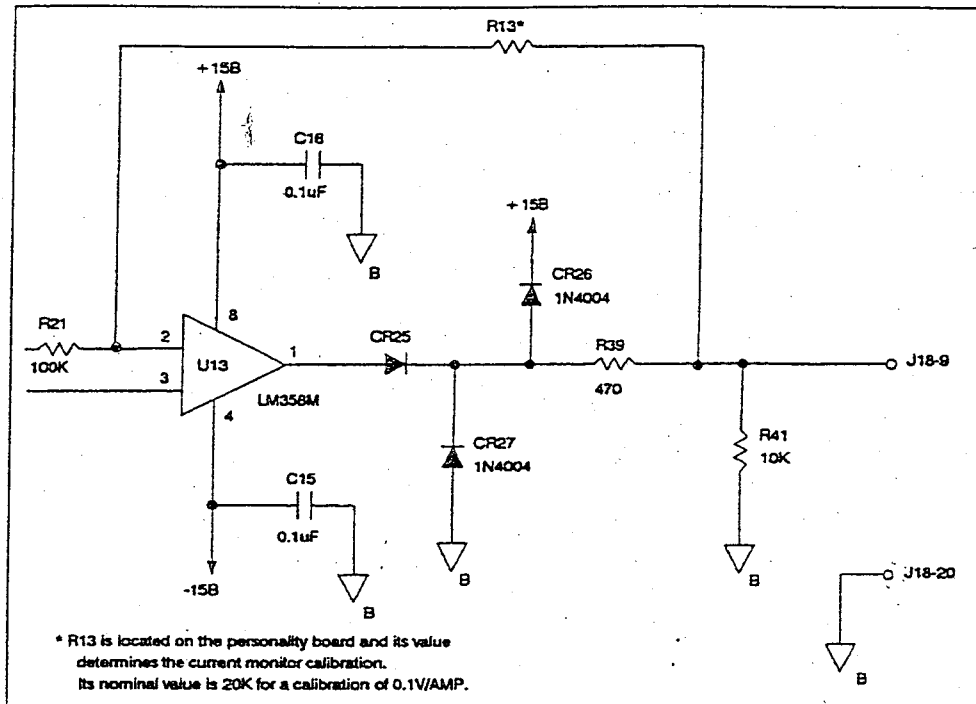 R13*
+15B
C16
0.1uF
B
+15B
CR26
1N4004
R21
100K
2
3
8
U13
1
4
LM358M
CR25
R39
470
J18-9
CR27
1N4004
R41
10K
C15
0.1uF
-15B
B
B
B
J18-20
B
* R13 is located on the personality board and its value
determines the current monitor calibration.
Its nominal value is 20K for a calibration of 0.1V/AMP.